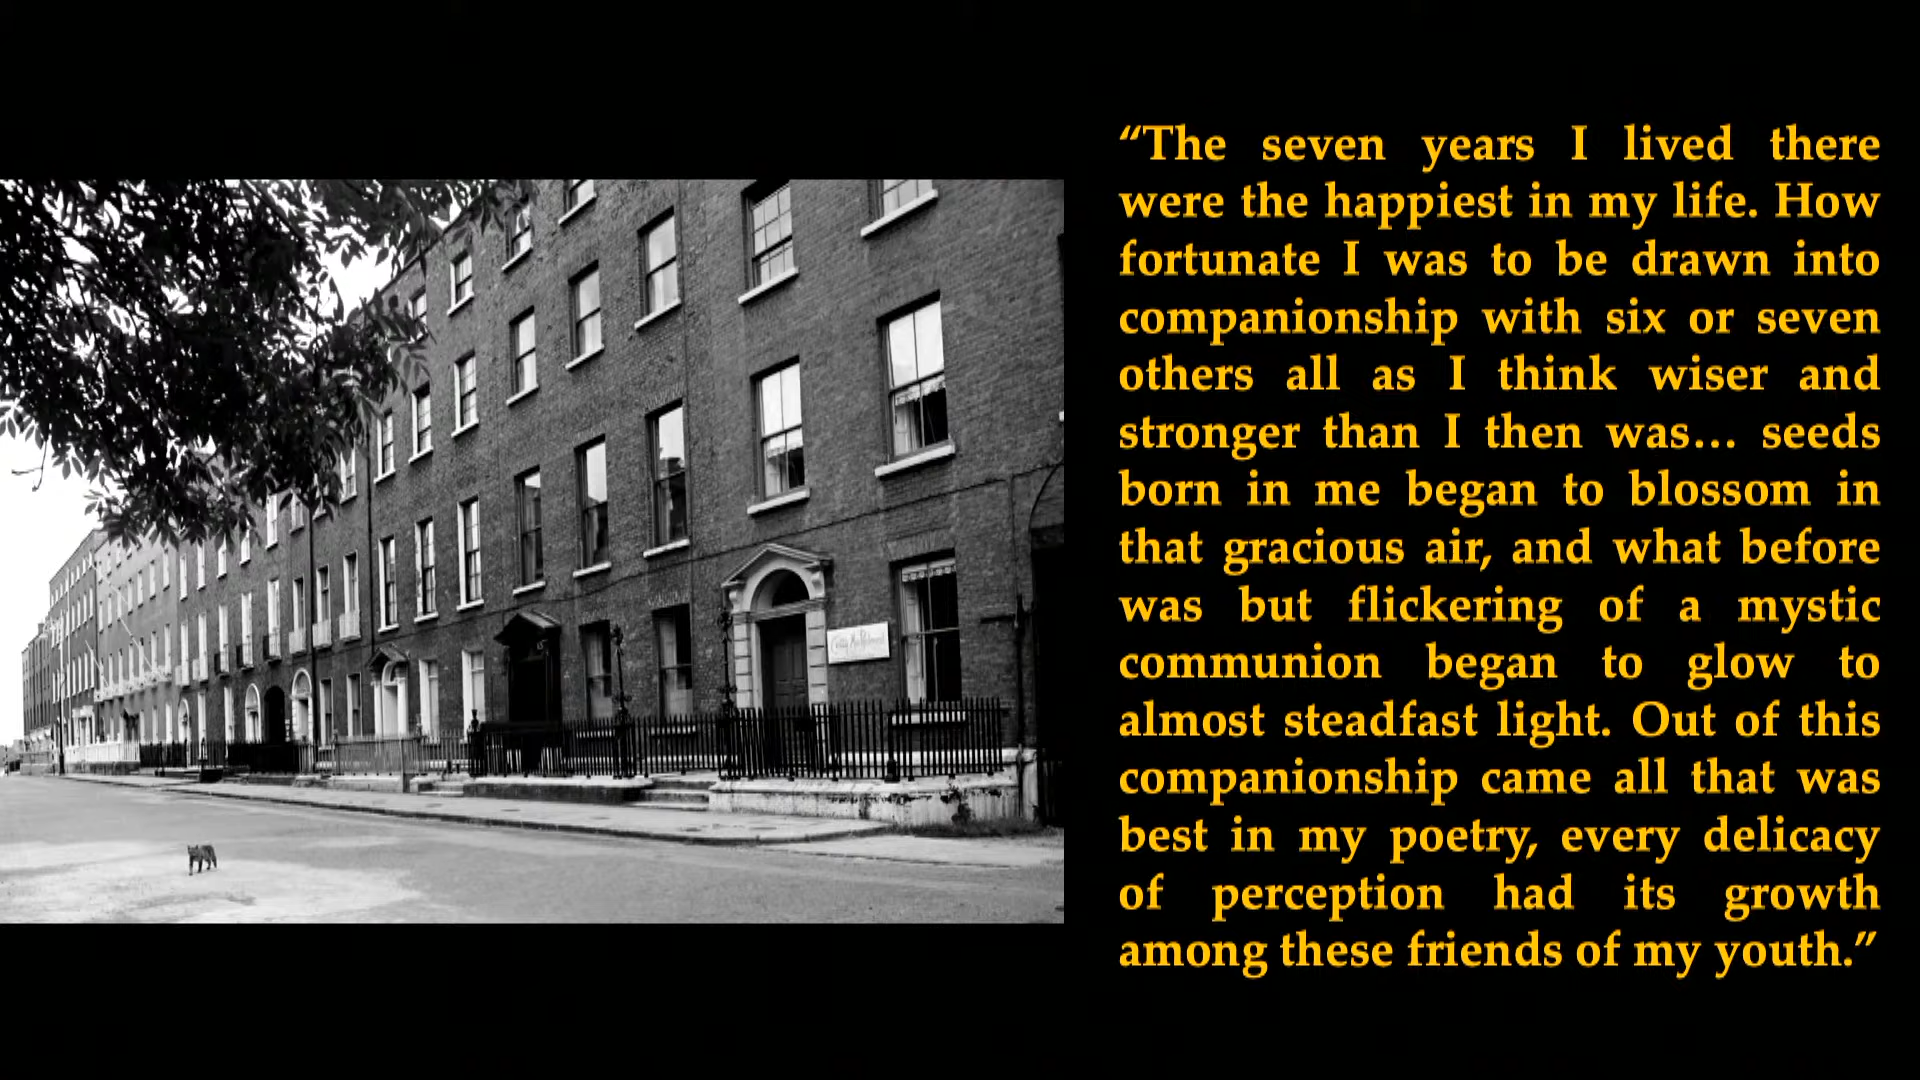 “The seven years I lived there
were the happiest in my life. How
fortunate I was to be drawn into
companionship with six or seven
others all as I think wiser and
stronger than I then was… seeds
born in me began to blossom in
that gracious air, and what before
was but flickering of a mystic
communion began to glow to
almost steadfast light. Out of this
companionship came all that was
best in my poetry, every delicacy
of perception had its growth
among these friends of my youth.”